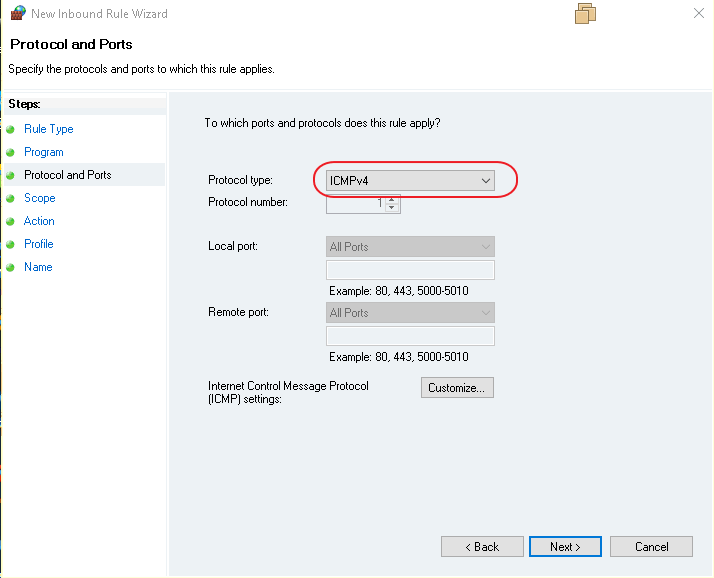 New Inbound Rule Wizard
Protocol and Ports
Specify the protocols and ports to which this rule applies.
Steps:
Rule Type
Program
Protocol and Ports
Scope
Action
Profile
Name
To which ports and protocols does this rule apply?
Protocol type: ICMPv4
Protocol number: 1
Local port: All Ports
Example: 80, 443, 5000-5010
Remote port: All Ports
Example: 80, 443, 5000-5010
Internet Control Message Protocol
(ICMP) settings:
Customize...
< Back Next > Cancel